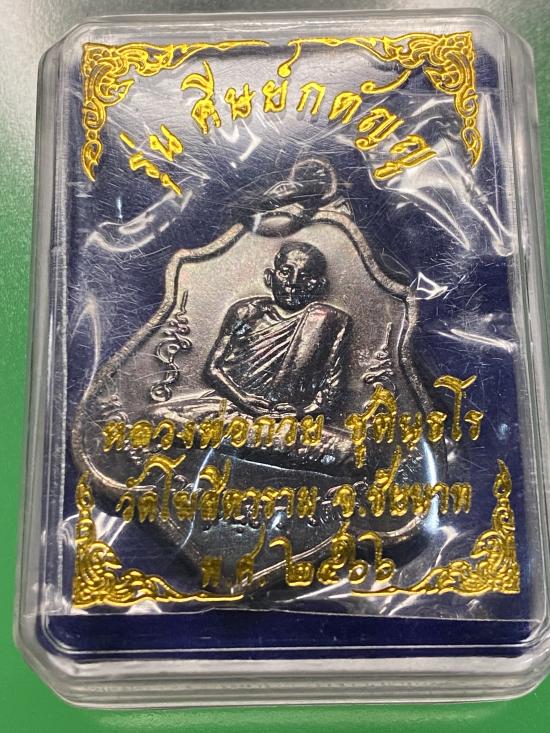 รุ่น ศิษย์กตัญญู
หลวงพ่อกวย ชุตินธโร
วัดโฆสิตาราม จ.ชัยนาท
พ.ศ. ๒๕๖๖